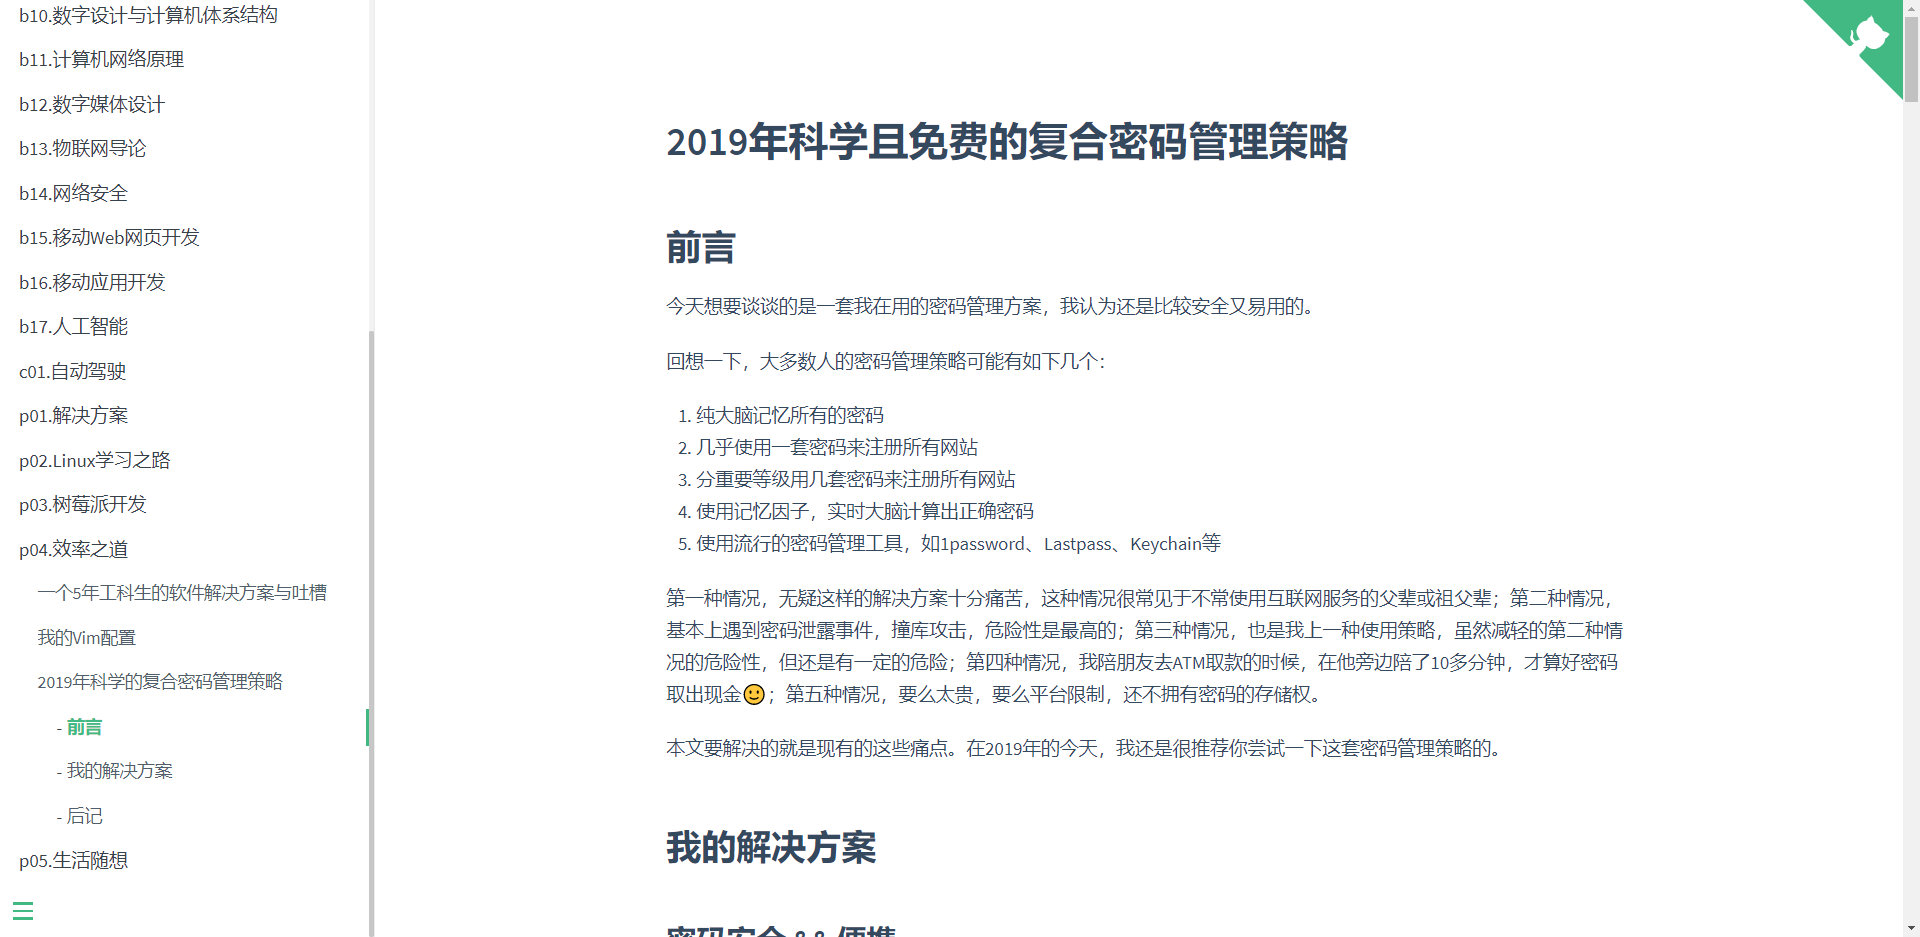 b10.数字设计与计算机体系结构
b11.计算机网络原理
b12.数字媒体设计
b13.物联网导论
b14.网络安全
b15.移动Web网页开发
b16.移动应用开发
b17.人工智能
c01.自动驾驶
p01.解决方案
p02.Linux学习之路
p03.树莓派开发
p04.效率之道
一个5年工科生的软件解决方案与吐槽
我的Vim配置
2019年科学的复合密码管理策略
- 前言
- 我的解决方案
- 后记
p05.生活随想
2019年科学且免费的复合密码管理策略
前言
今天想要谈谈的是一套我在用的密码管理方案，我认为还是比较安全又易用的。
回想一下，大多数人的密码管理策略可能有如下几个：
1. 纯大脑记忆所有的密码
2. 几乎使用一套密码来注册所有网站
3. 分重要等级用几套密码来注册所有网站
4. 使用记忆因子，实时大脑计算出正确密码
5. 使用流行的密码管理工具，如1password、Lastpass、Keychain等
第一种情况，无疑这样的解决方案十分痛苦，这种情况很常见于不常使用互联网服务的父辈或祖父辈；第二种情况，
基本上遇到密码泄露事件，撞库攻击，危险性是最高的；第三种情况，也是我上一种使用策略，虽然减轻的第二种情
况的危险性，但还是有一定的危险；第四种情况，我陪朋友去ATM取款的时候，在他旁边陪了10多分钟，才算好密码
取出现金🙂；第五种情况，要么太贵，要么平台限制，还不拥有密码的存储权。
本文要解决的就是现有的这些痛点。在2019年的今天，我还是很推荐你尝试一下这套密码管理策略的。
我的解决方案
密码安全 && 便携